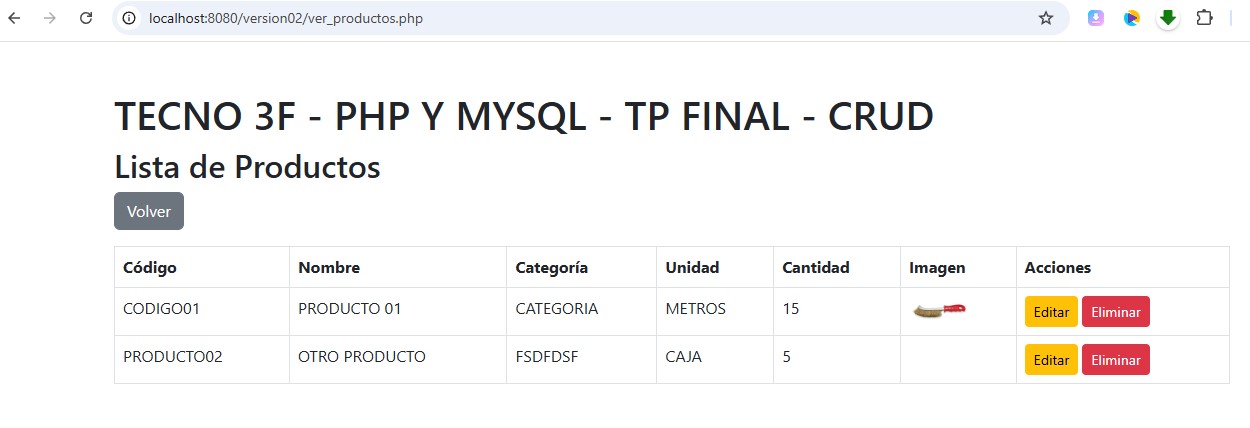 localhost:8080/version02/ver_productos.php
TECNO 3F - PHP Y MYSQL - TP FINAL - CRUD
Lista de Productos
Volver
Código Nombre Categoría Unidad Cantidad Imagen Acciones
CODIGO01 PRODUCTO 01 CATEGORIA METROS 15 Editar Eliminar
PRODUCTO02 OTRO PRODUCTO FSDFDSF CAJA 5 Editar Eliminar